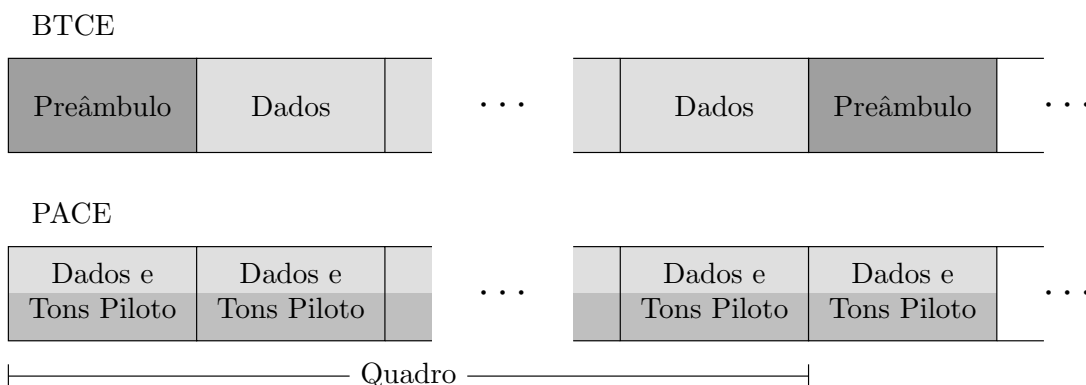 BTCE
Preâmbulo Dados ... Dados Preâmbulo ...
PACE
Dados e Dados e Dados e Dados e
Tons Piloto Tons Piloto ... Tons Piloto Tons Piloto ...
Quadro